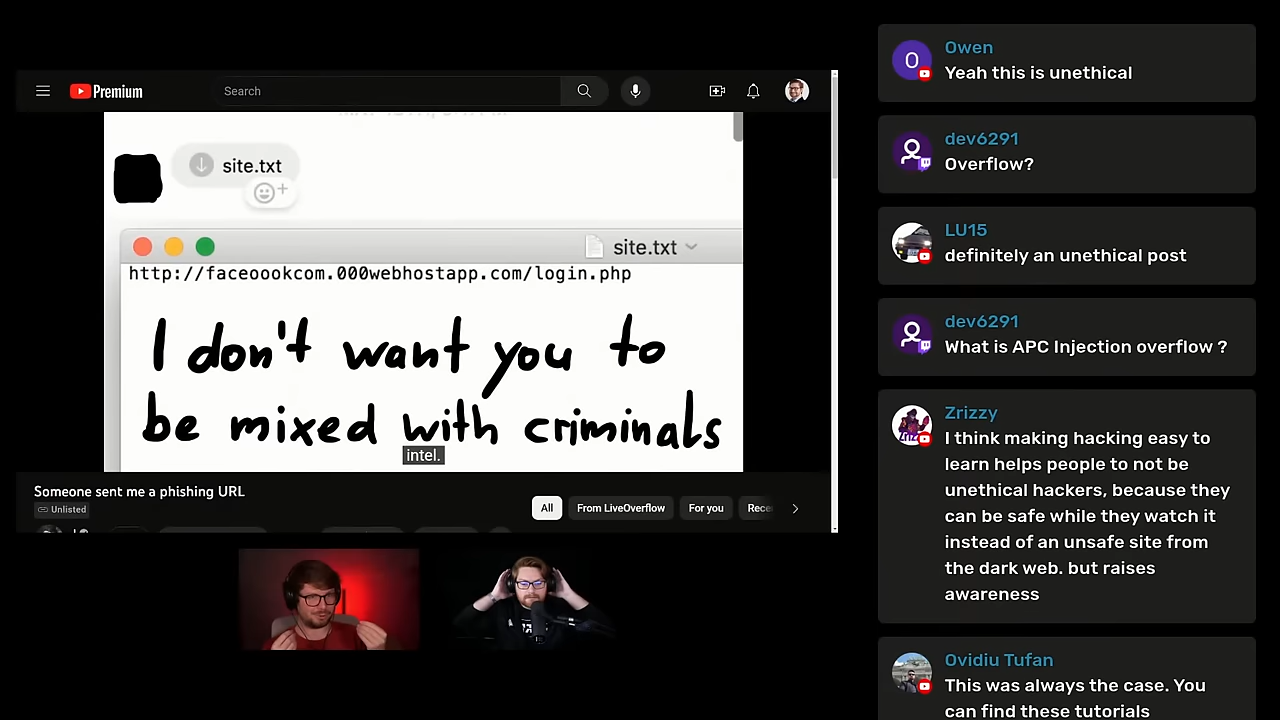 Premium
Search
site.txt
site.txt
http://faceoookcom.000webhostapp.com/login.php
I don't want you to
be mixed with criminals
intel.
Someone sent me a phishing URL
Unlisted
All
From LiveOverflow
For you
Rece
O
Owen
Yeah this is unethical
dev6291
Overflow?
LU15
definitely an unethical post
dev6291
What is APC Injection overflow ?
Zrizzy
I think making hacking easy to
learn helps people to not be
unethical hackers, because they
can be safe while they watch it
instead of an unsafe site from
the dark web. but raises
awareness
Ovidiu Tufan
This was always the case. You
can find these tutorials